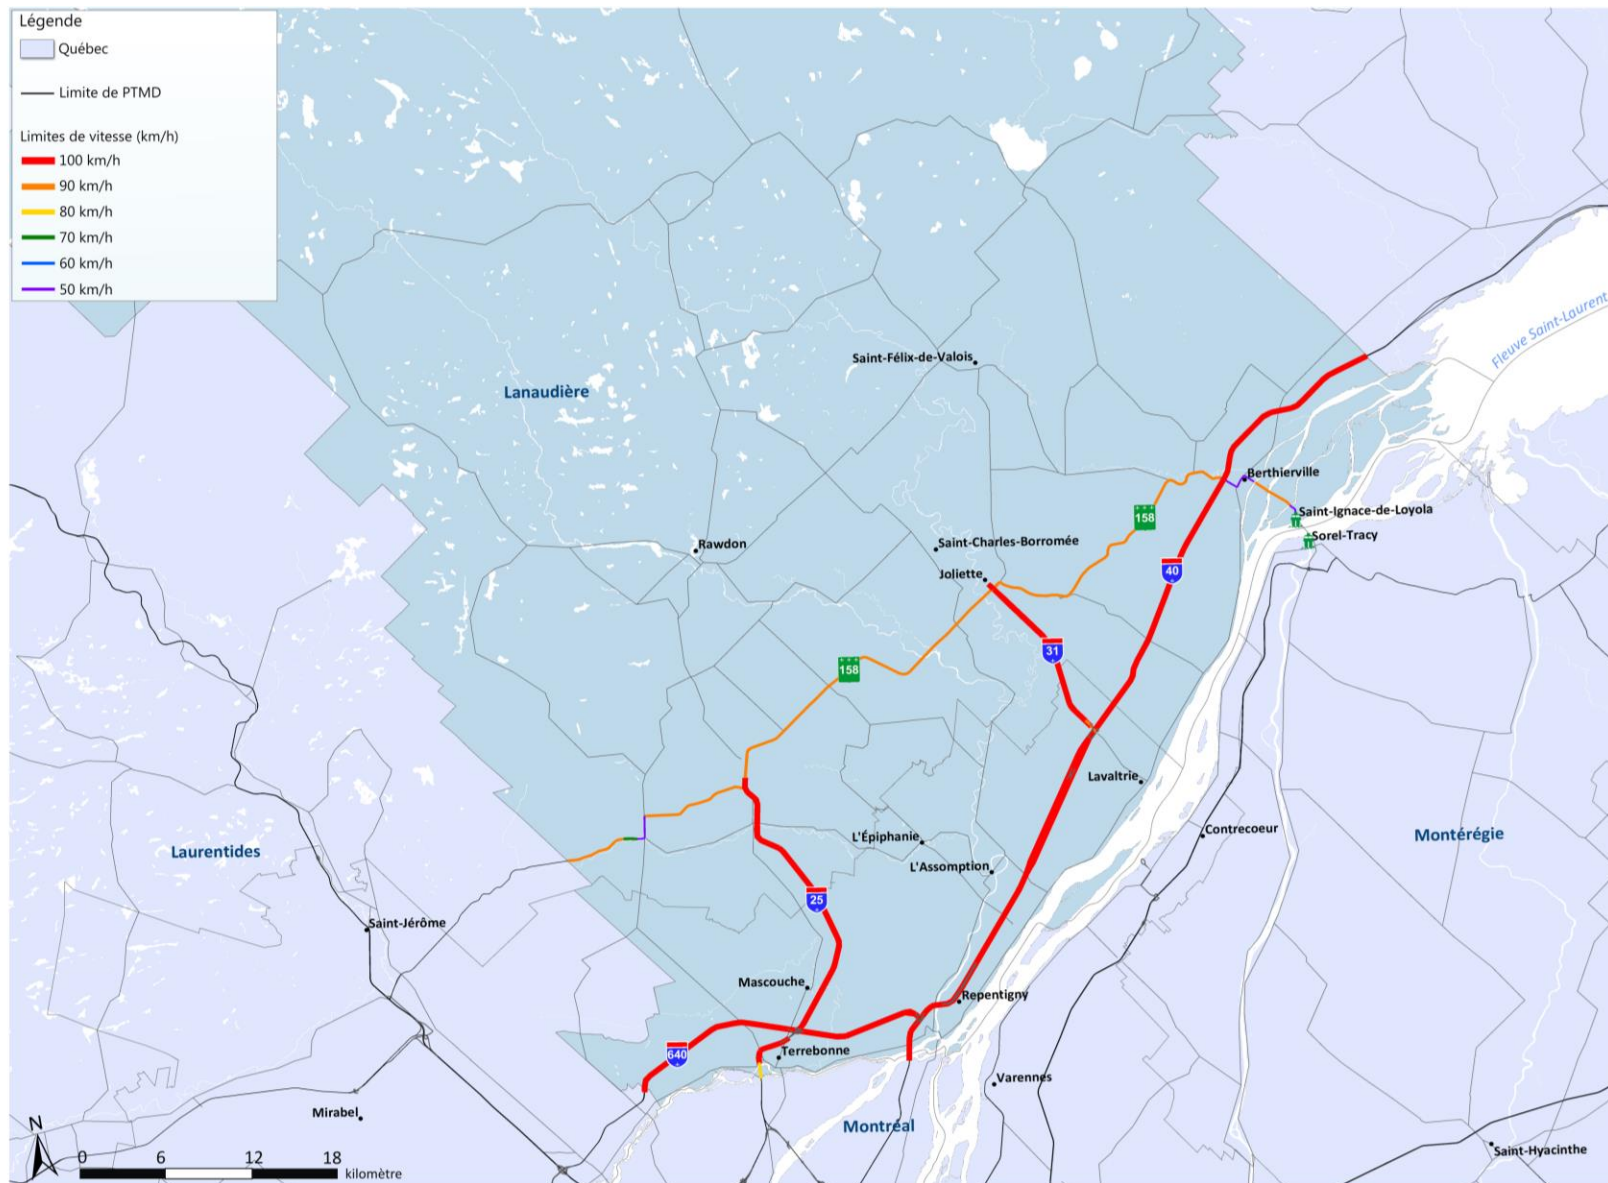 Légende
Québec
Limite de PTMD
Limites de vitesse (km/h)
100 km/h
90 km/h
80 km/h
70 km/h
60 km/h
50 km/h
Fleuve Saint-Laurent
Saint-Félix-de-Valois
Lanaudière
Berthierville
158
Saint-Ignace-de-Loyola
Sorel-Tracy
Rawdon
Saint-Charles-Borromée
Joliette
40
31
158
Lavaltrie
Contrecoeur
Montérégie
L'Épiphanie
Laurentides
L'Assomption
25
Saint-Jérôme
Mascouche
Repentigny
640
Terrebonne
Varennes
Mirabel
Montréal
Saint-Hyacinthe
N
0 6 12 18
kilomètre